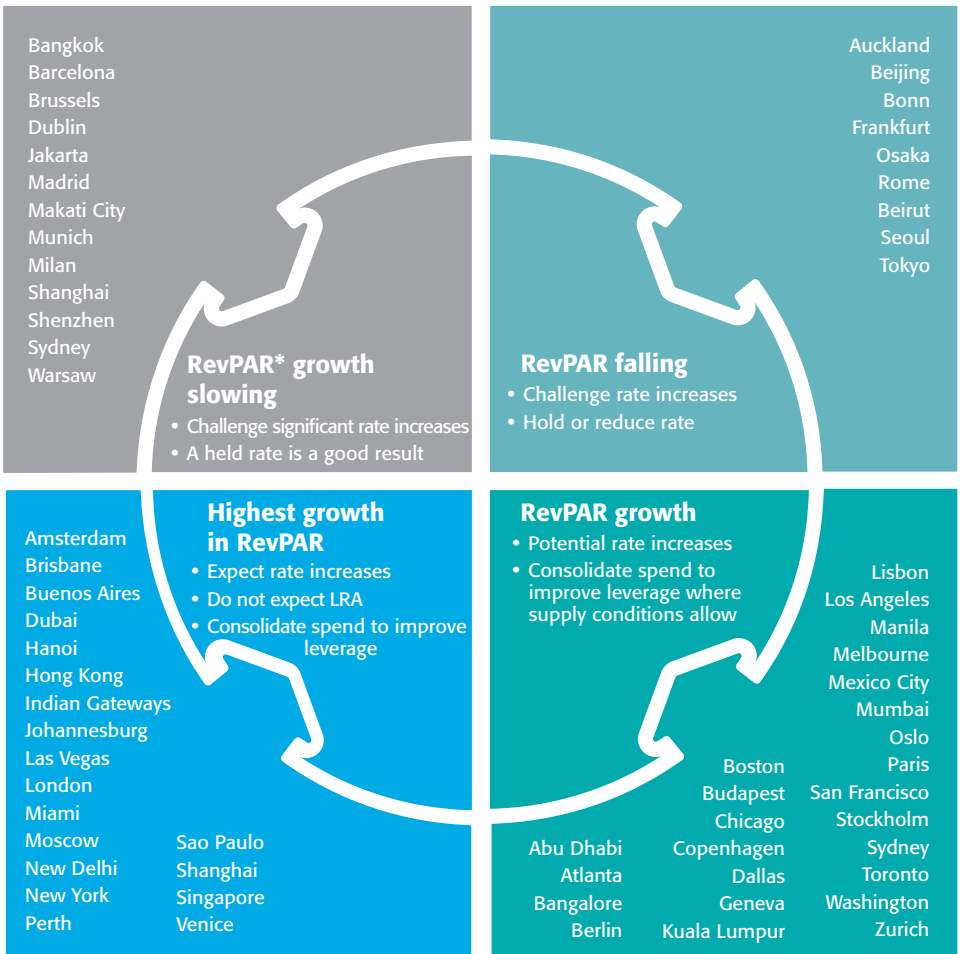 Bangkok
Barcelona
Brussels
Dublin
Jakarta
Madrid
Makati City
Munich
Milan
Shanghai
Shenzhen
Sydney
Warsaw
RevPAR* growth
slowing
• Challenge significant rate increases
• A held rate is a good result
Auckland
Beijing
Bonn
Frankfurt
Osaka
Rome
Beirut
Seoul
Tokyo
RevPAR falling
• Challenge rate increases
• Hold or reduce rate
Highest growth
in RevPAR
• Expect rate increases
• Do not expect LRA
• Consolidate spend to improve
leverage
Amsterdam
Brisbane
Buenos Aires
Dubai
Hanoi
Hong Kong
Indian Gateways
Johannesburg
Las Vegas
London
Miami
Moscow
New Delhi
New York
Perth
Sao Paulo
Shanghai
Singapore
Venice
RevPAR growth
• Potential rate increases
• Consolidate spend to
improve leverage where
supply conditions allow
Abu Dhabi
Atlanta
Bangalore
Berlin
Boston
Budapest
Chicago
Copenhagen
Dallas
Geneva
Kuala Lumpur
Lisbon
Los Angeles
Manila
Melbourne
Mexico City
Mumbai
Oslo
Paris
San Francisco
Stockholm
Sydney
Toronto
Washington
Zurich